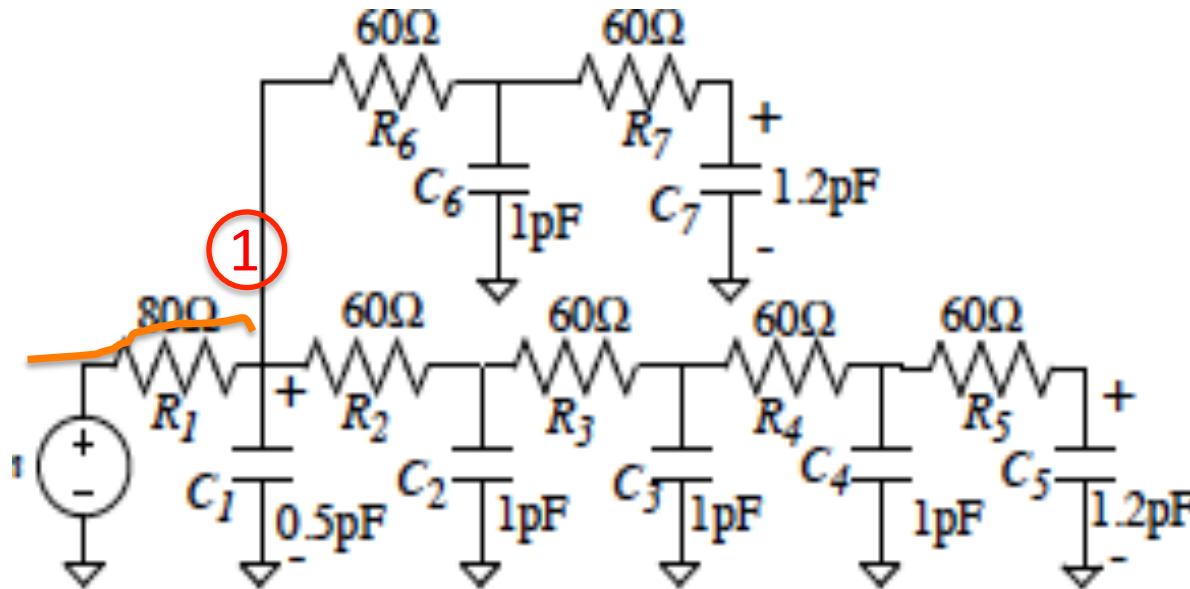 60Ω 60Ω
R6 R7
+
C6 C7 1.2pF
1pF
-
1
80Ω 60Ω 60Ω 60Ω 60Ω
+ +
R1 R2 R3 R4 R5
+
-
C1 C2 C3 C4 C5
0.5pF 1pF 1pF 1pF 1.2pF
- -